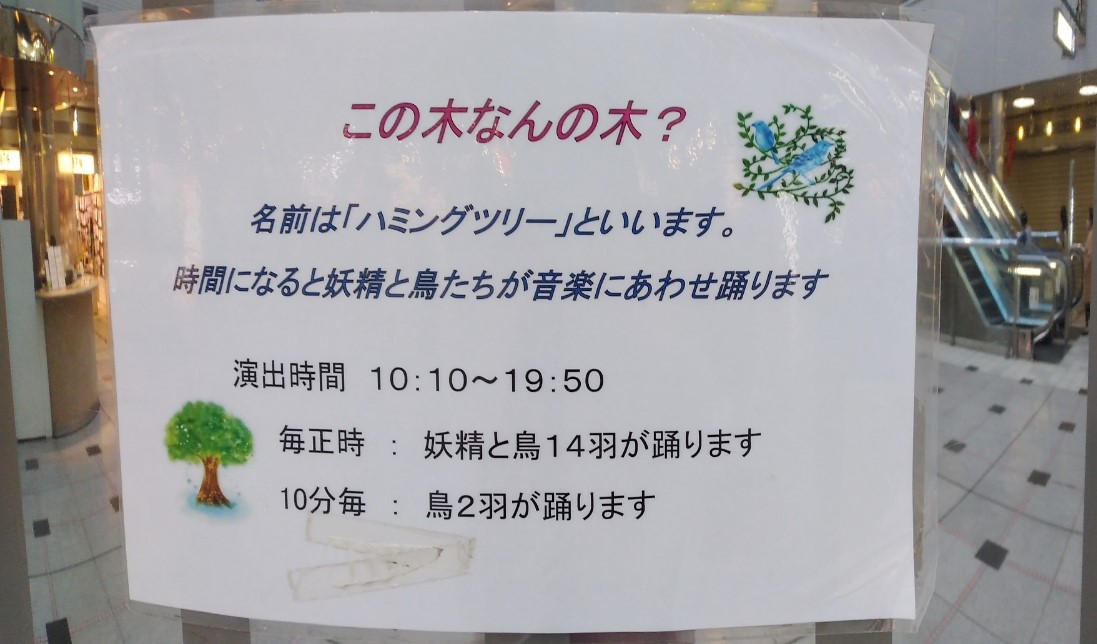 この木なんの木？
名前は「ハミングツリー」といいます。
時間になると妖精と鳥たちが音楽にあわせ踊ります
演出時間　１０：１０～１９：５０
毎正時　：　妖精と鳥１４羽が踊ります
10分毎　：　鳥２羽が踊ります